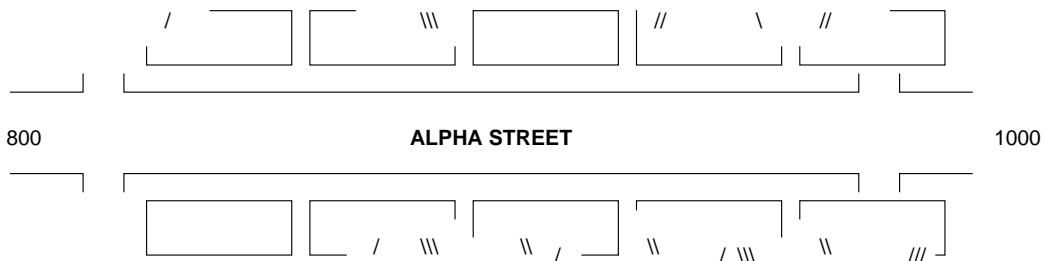 / \\\ // \ //
800 ALPHA STREET 1000
/ \\\ \\ / \\ / \\\ \\ ///